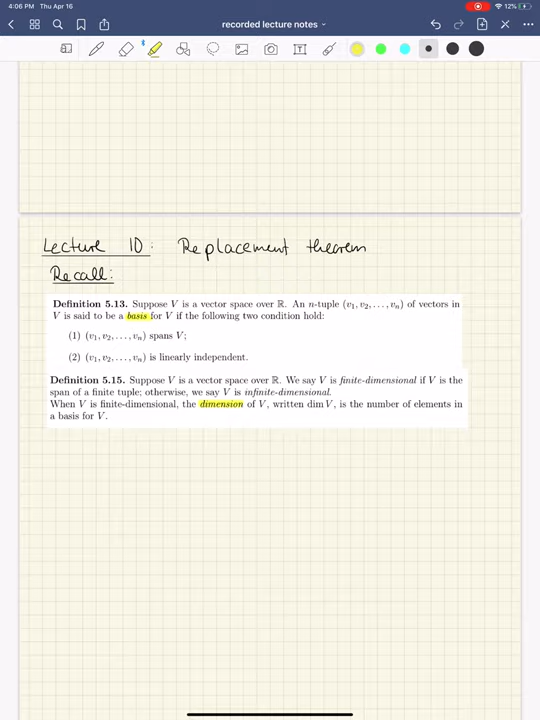 4:06 PM Thu Apr 16
12%
recorded lecture notes
Lecture 10: Replacement theorem
Recall:
Definition 5.13. Suppose V is a vector space over ℝ. An n-tuple (v₁, v₂, . . . , vₙ) of vectors in
V is said to be a basis for V if the following two condition hold:
(1) (v₁, v₂, . . . , vₙ) spans V;
(2) (v₁, v₂, . . . , vₙ) is linearly independent.
Definition 5.15. Suppose V is a vector space over ℝ. We say V is finite-dimensional if V is the
span of a finite tuple; otherwise, we say V is infinite-dimensional.
When V is finite-dimensional, the dimension of V, written dim V, is the number of elements in
a basis for V.